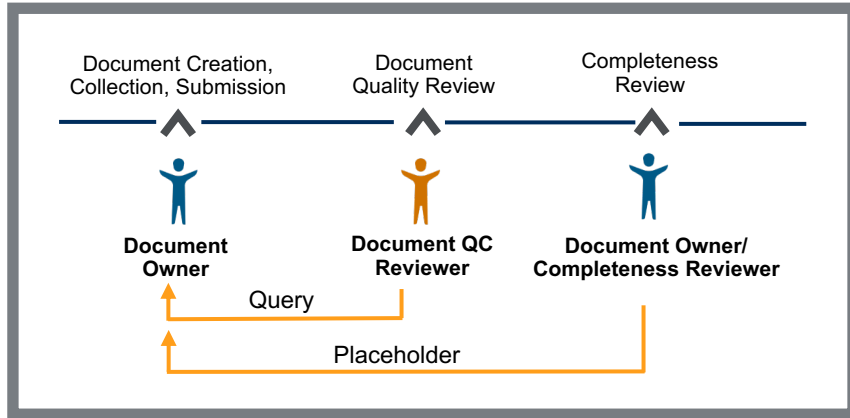 Document Creation,
Collection, Submission
Document
Quality Review
Completeness
Review
Document
Owner
Document QC
Reviewer
Document Owner/
Completeness Reviewer
Query
Placeholder